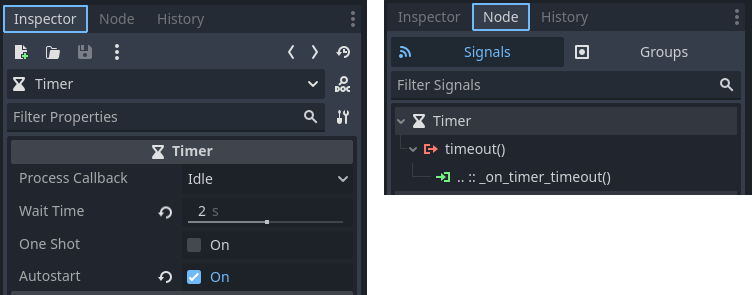 Inspector Node History
Timer
DOC
Filter Properties
Timer
Process Callback Idle
Wait Time 2 s
One Shot On
Autostart On
Inspector Node History
Signals Groups
Filter Signals
Timer
timeout()
.. :: _on_timer_timeout()